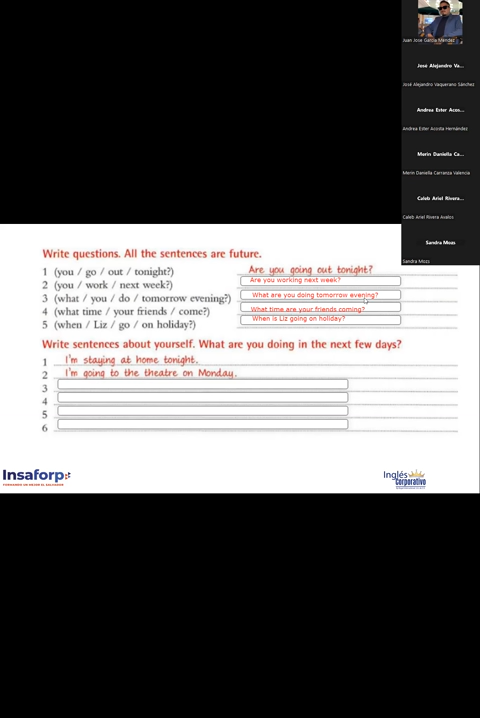 Juan Jose Garcia Mendez
José Alejandro Va...
José Alejandro Vaquerano Sánchez
Andrea Ester Acos...
Andrea Ester Acosta Hernández
Merin Daniella Ca...
Merin Daniella Carranza Valencia
Caleb Ariel Rivera...
Caleb Ariel Rivera Avalos
Sandra Mozs
Sandra Mozs
Write questions. All the sentences are future.
1 (you / go / out / tonight?) Are you going out tonight?
2 (you / work / next week?) Are you working next week?
3 (what / you / do / tomorrow evening?) What are you doing tomorrow evening?
4 (what time / your friends / come?) What time are your friends coming?
5 (when / Liz / go / on holiday?) When is Liz going on holiday?
Write sentences about yourself. What are you doing in the next few days?
1 I'm staying at home tonight.
2 I'm going to the theatre on Monday.
3
4
5
6
Insaforp
Inglés
Corporativo